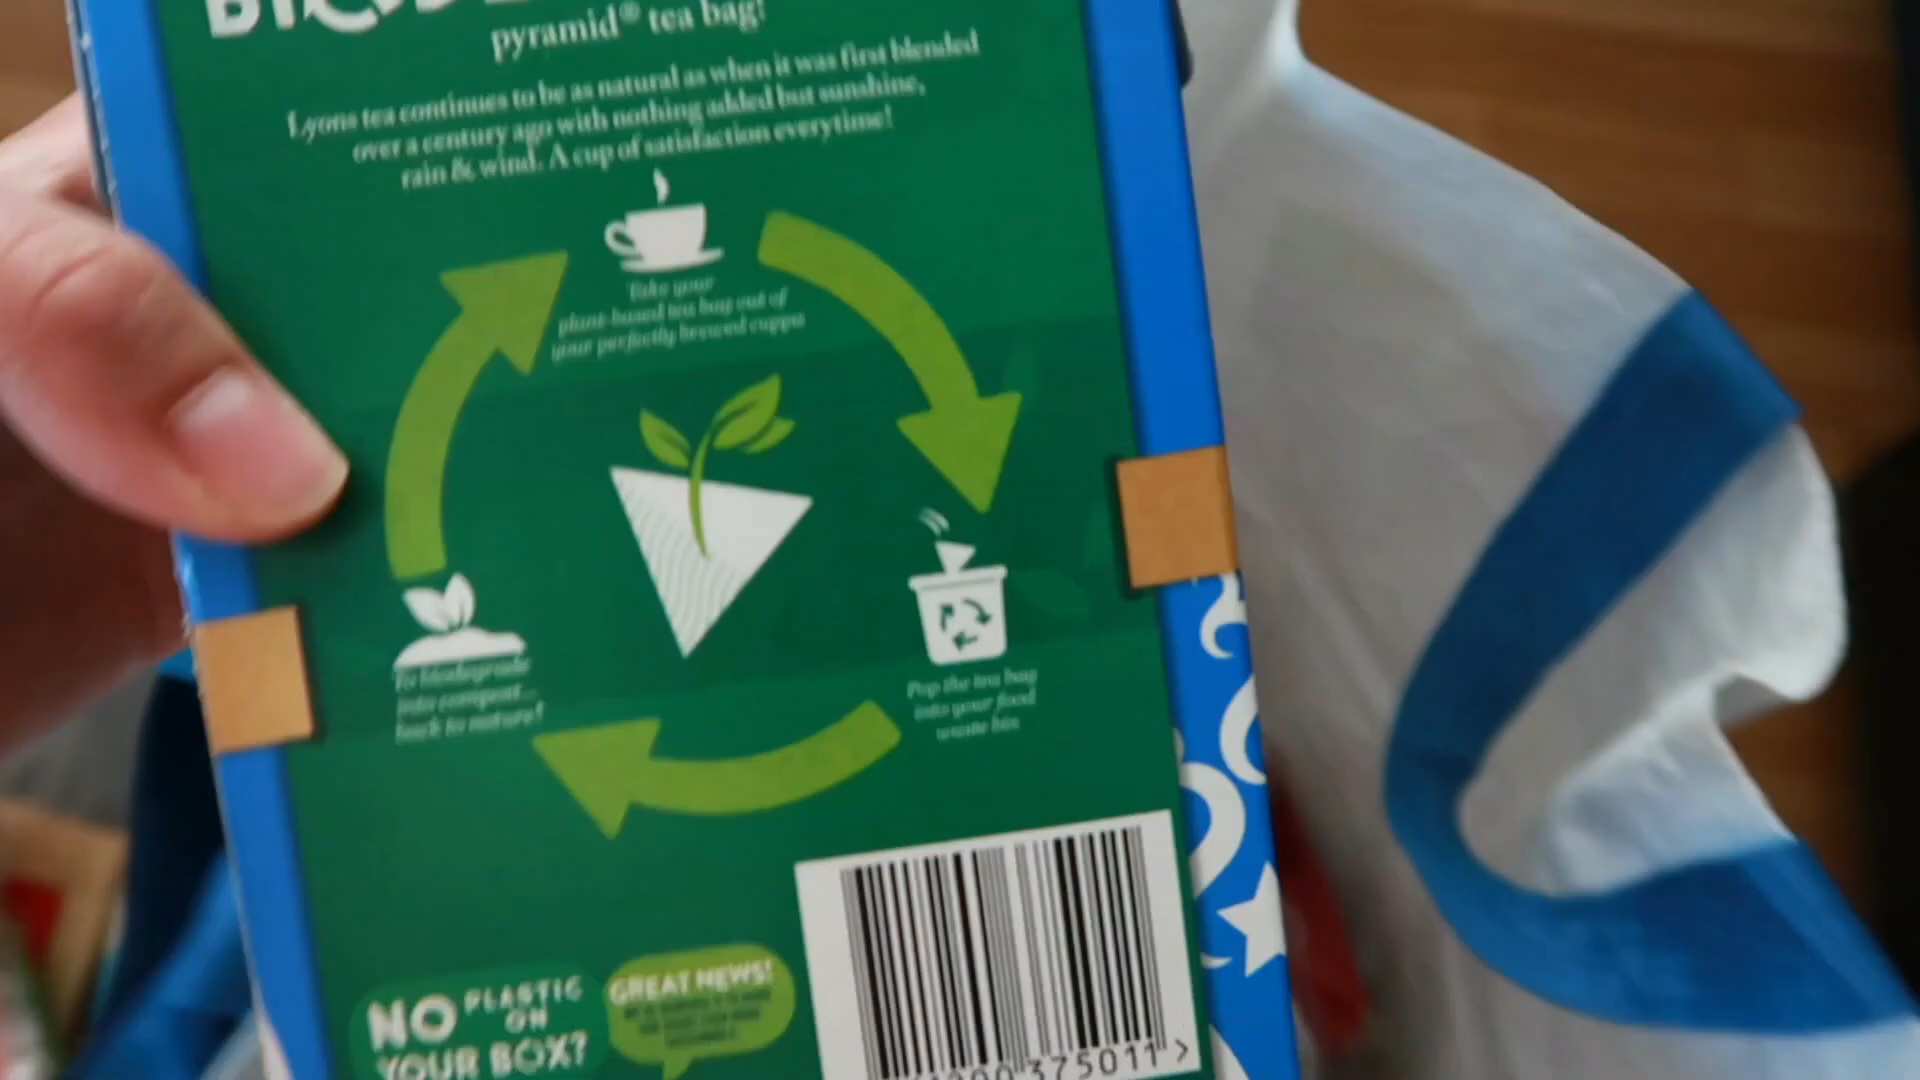 pyramid® tea bag!
Lyons tea continues to be as natural as when it was first blended
over a century ago with nothing added but sunshine,
rain & wind. A cup of satisfaction everytime!
Take your
plant-based tea bag out of
your perfectly brewed cuppa
Pop the tea bag
into your food
waste bin
To biodegrade
into compost...
back to nature!
NO PLASTIC
ON
YOUR BOX?
GREAT NEWS!
375011 >